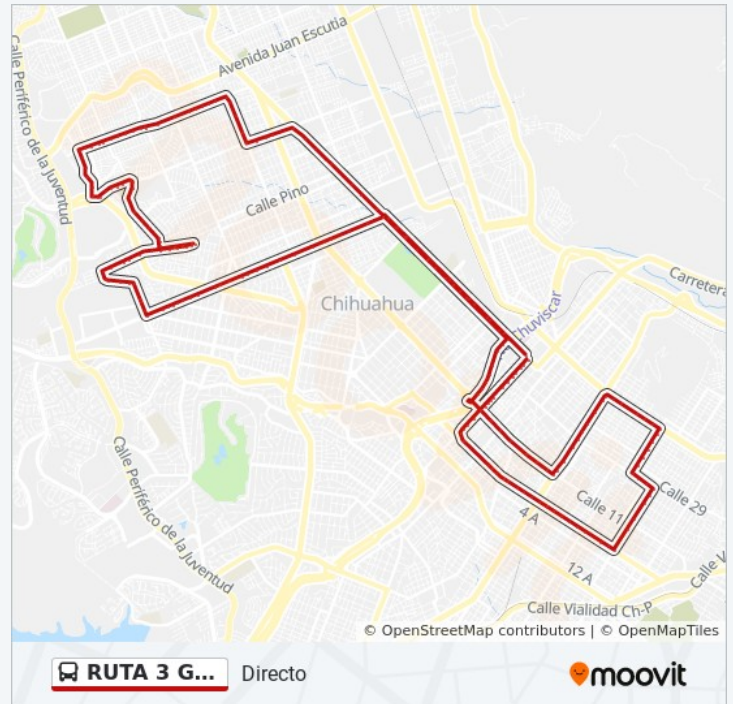 Avenida Juan Escutia
Calle Periférico de la Juventud
Calle Pino
Carretera
Chihuahua
Chuviscar
Calle 29
Calle 11
4 A
Calle Periférico de la Juventud
12 A
Calle V
Calle Vialidad Ch-P
© OpenStreetMap contributors | © OpenMapTiles
RUTA 3 G... Directo
moovit